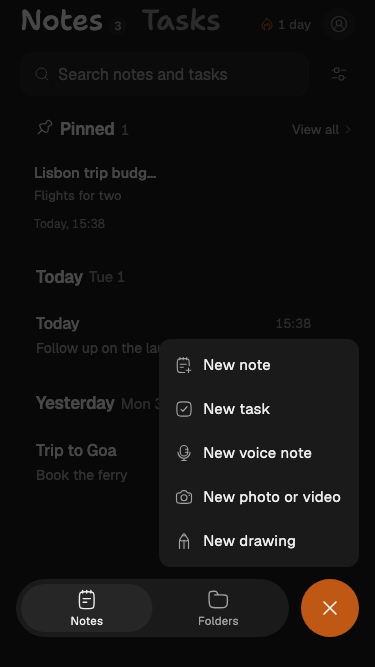 Notes 3 Tasks 1 day
Search notes and tasks
Pinned 1 View all
Lisbon trip budg...
Flights for two
Today, 15:38
Today Tue 1
Today 15:38
Follow up on the
Yesterday Mon
Trip to Goa
Book the ferry
New note
New task
New voice note
New photo or video
New drawing
Notes Folders